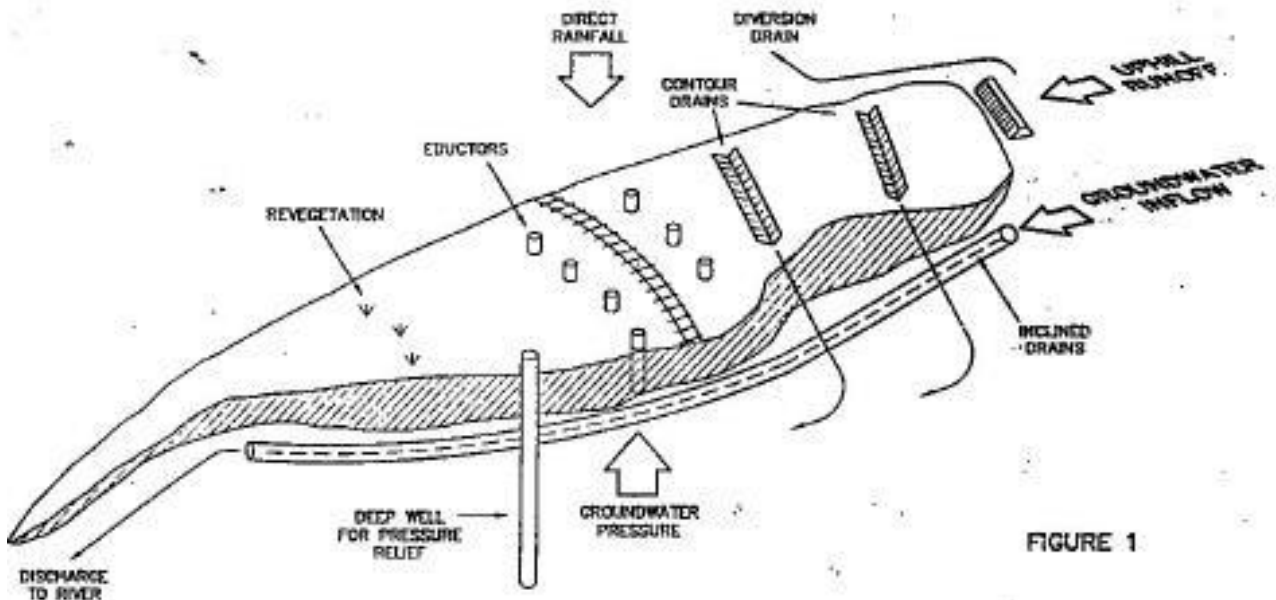 DIRECT
RAINFALL
DIVERSION
DRAIN
UPHILL
RUNOFF
CONTOUR
DRAINS
EDUCTORS
GROUNDWATER
INFLOW
REVEGETATION
INCLINED
DRAINS
DEEP WELL
FOR PRESSURE
RELIEF
GROUNDWATER
PRESSURE
FIGURE 1
DISCHARGE
TO RIVER